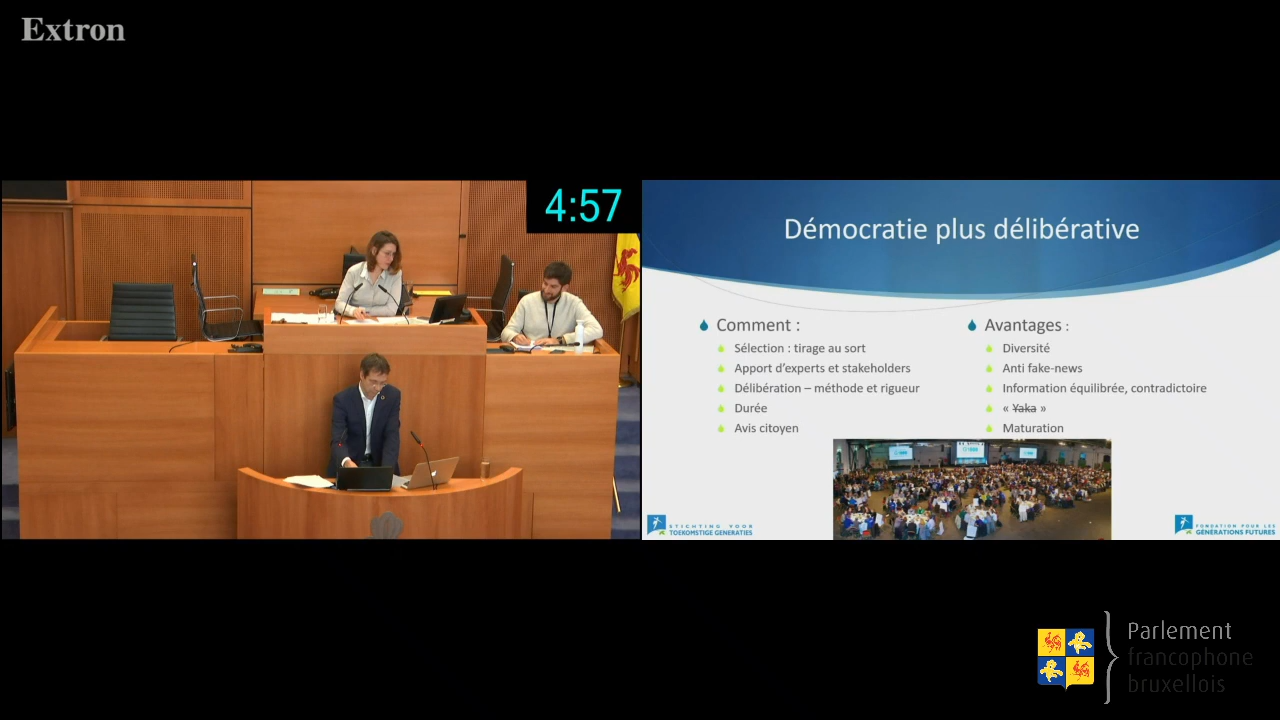 Extron
4:57
Démocratie plus délibérative
Comment :
Sélection : tirage au sort
Apport d'experts et stakeholders
Délibération – méthode et rigueur
Durée
Avis citoyen
Avantages :
Diversité
Anti fake-news
Information équilibrée, contradictoire
« Yaka »
Maturation
STICHTING VOOR
TOEKOMSTIGE GENERATIES
FONDATION POUR LES
GÉNÉRATIONS FUTURES
Parlement
francophone
bruxellois